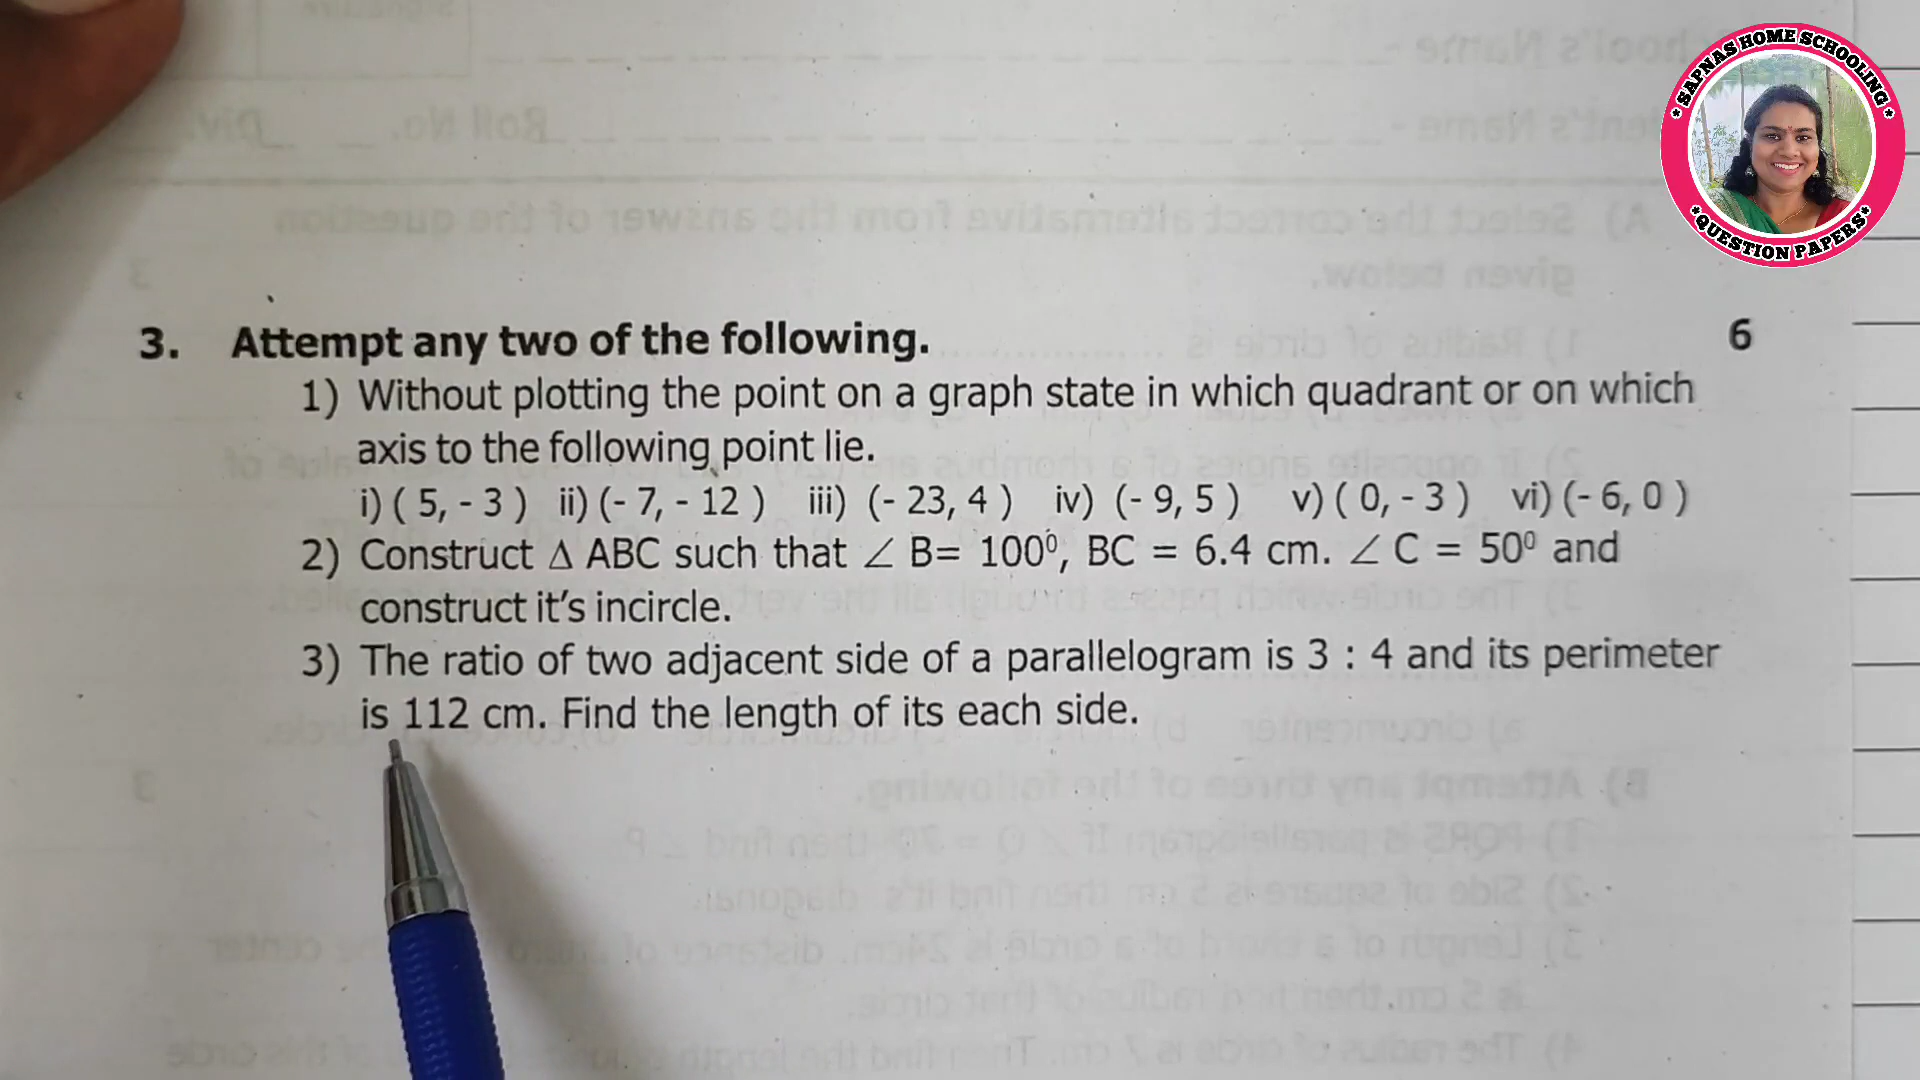 SAPNAS HOME SCHOOLING
QUESTION PAPERS
3. Attempt any two of the following. 6
1) Without plotting the point on a graph state in which quadrant or on which
axis to the following point lie.
i) ( 5, - 3 ) ii) (- 7, - 12 ) iii) (- 23, 4 ) iv) (- 9, 5 ) v) ( 0, - 3 ) vi) (- 6, 0 )
2) Construct Δ ABC such that ∠ B= 100⁰, BC = 6.4 cm. ∠ C = 50⁰ and
construct it's incircle.
3) The ratio of two adjacent side of a parallelogram is 3 : 4 and its perimeter
is 112 cm. Find the length of its each side.